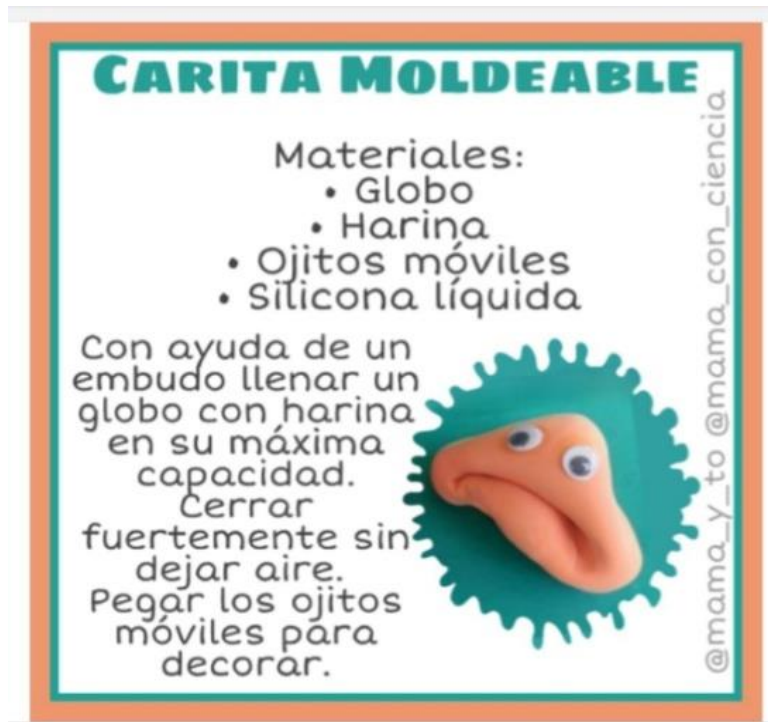 CARITA MOLDEABLE
Materiales:
• Globo
• Harina
• Ojitos móviles
• Silicona líquida
Con ayuda de un
embudo llenar un
globo con harina
en su máxima
capacidad.
Cerrar
fuertemente sin
dejar aire.
Pegar los ojitos
móviles para
decorar.
@mama_y_to @mama_con_ciencia